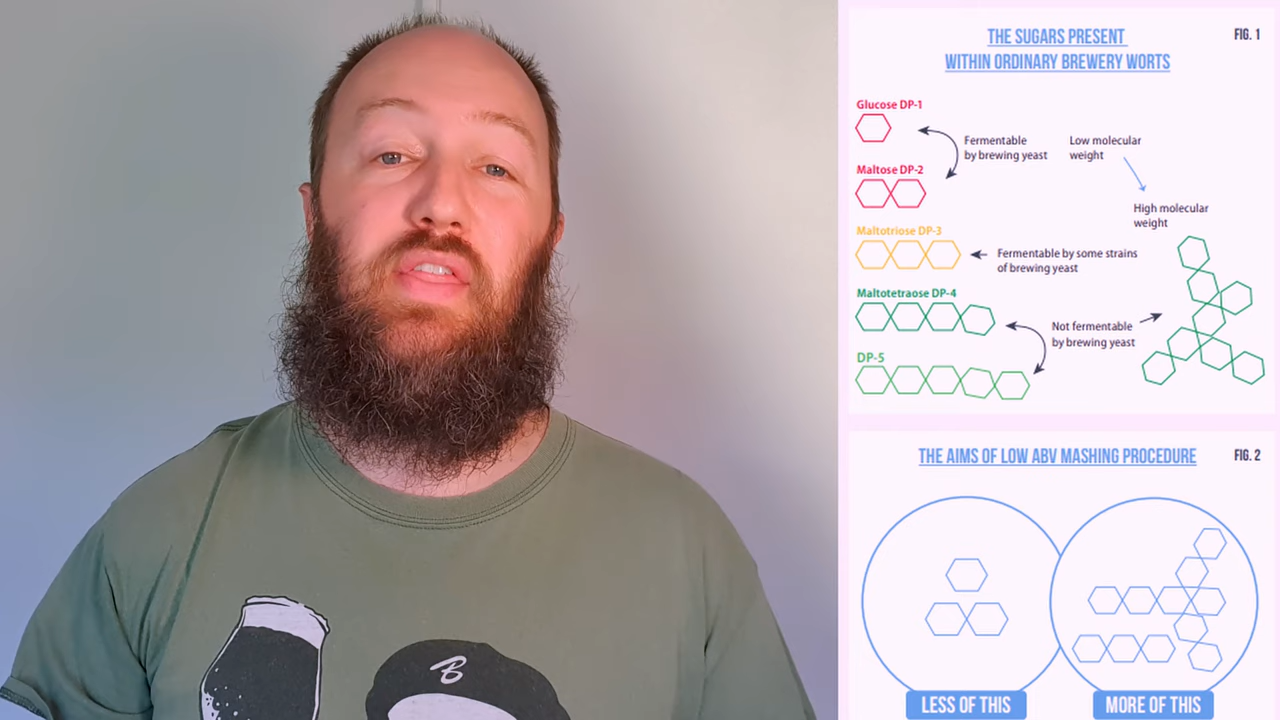 THE SUGARS PRESENT
WITHIN ORDINARY BREWERY WORTS
FIG. 1
Glucose DP-1
Fermentable
by brewing yeast
Low molecular
weight
Maltose DP-2
High molecular
weight
Maltotriose DP-3
Fermentable by some strains
of brewing yeast
Maltotetraose DP-4
Not fermentable
by brewing yeast
DP-5
THE AIMS OF LOW ABV MASHING PROCEDURE
FIG. 2
LESS OF THIS
MORE OF THIS
B